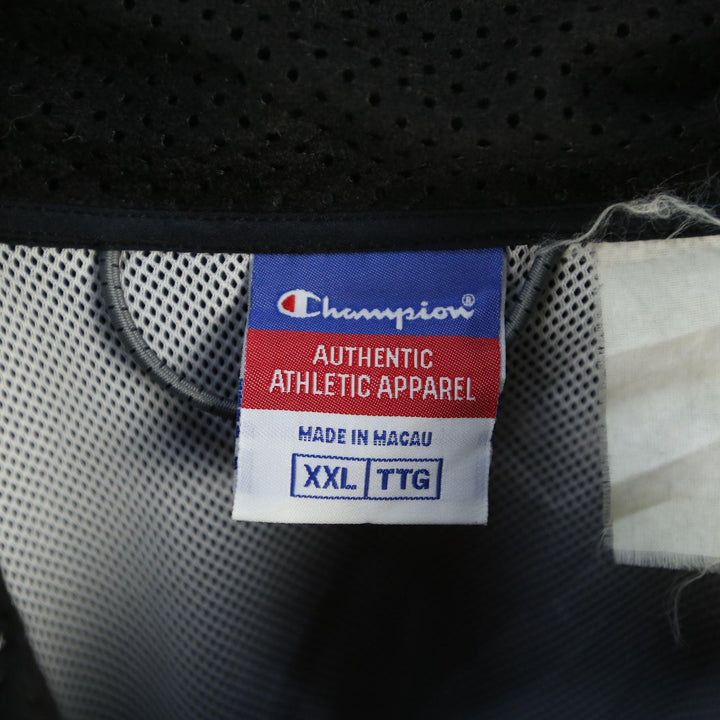 Champion®
AUTHENTIC
ATHLETIC APPAREL
MADE IN MACAU
XXL TTG